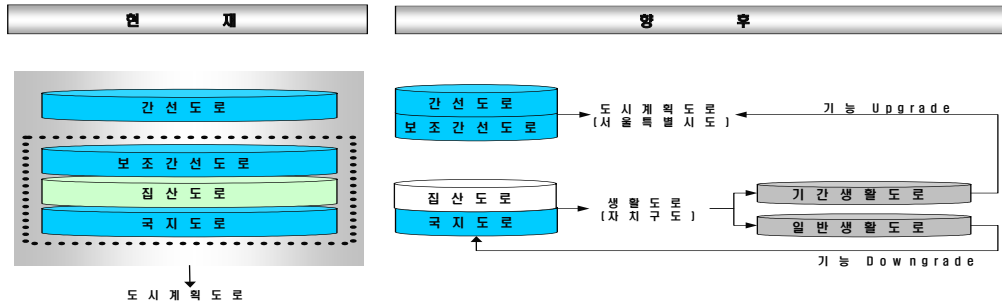 현 재
간선도로
보조간선도로
집산도로
국지도로
도시계획도로
향 후
간선도로
보조간선도로
도시계획도로
(서울특별시도)
기능 Upgrade
집산도로
국지도로
생활도로
(자치구도)
기간생활도로
일반생활도로
기능 Downgrade